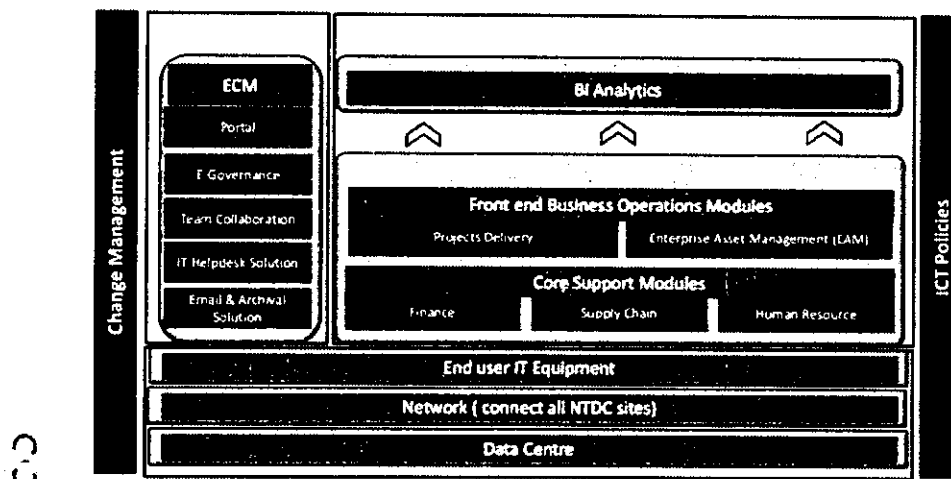 Change Management
ECM
Portal
E Governance
Team Collaboration
IT Helpdesk Solution
Email & Archival
Solution
BI Analytics
Front end Business Operations Modules
Projects Delivery
Enterprise Asset Management (EAM)
Core Support Modules
Finance
Supply Chain
Human Resource
End user IT Equipment
Network ( connect all NTDC sites)
Data Centre
ICT Policies